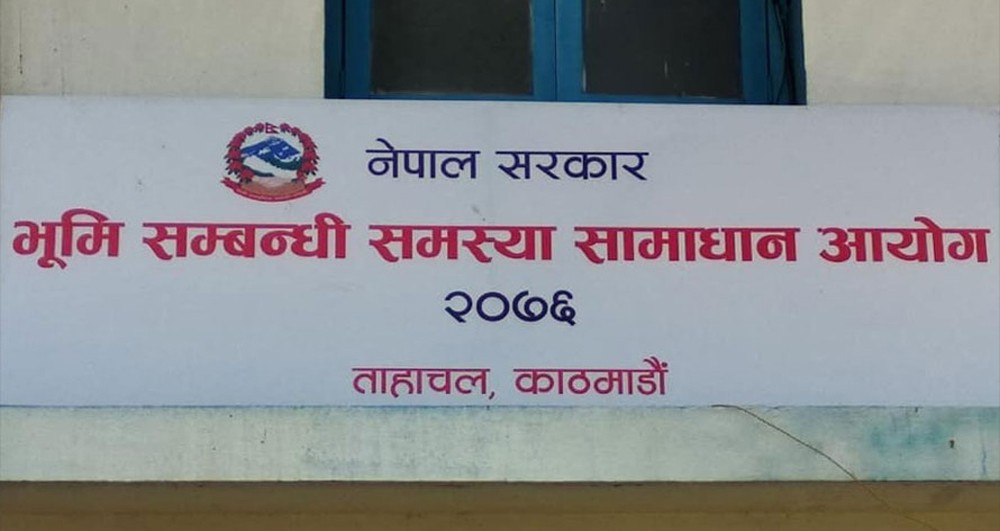 नेपाल सरकार
भूमि सम्बन्धी समस्या सामाधान आयोग
२०७६
ताहाचल, काठमाडौं